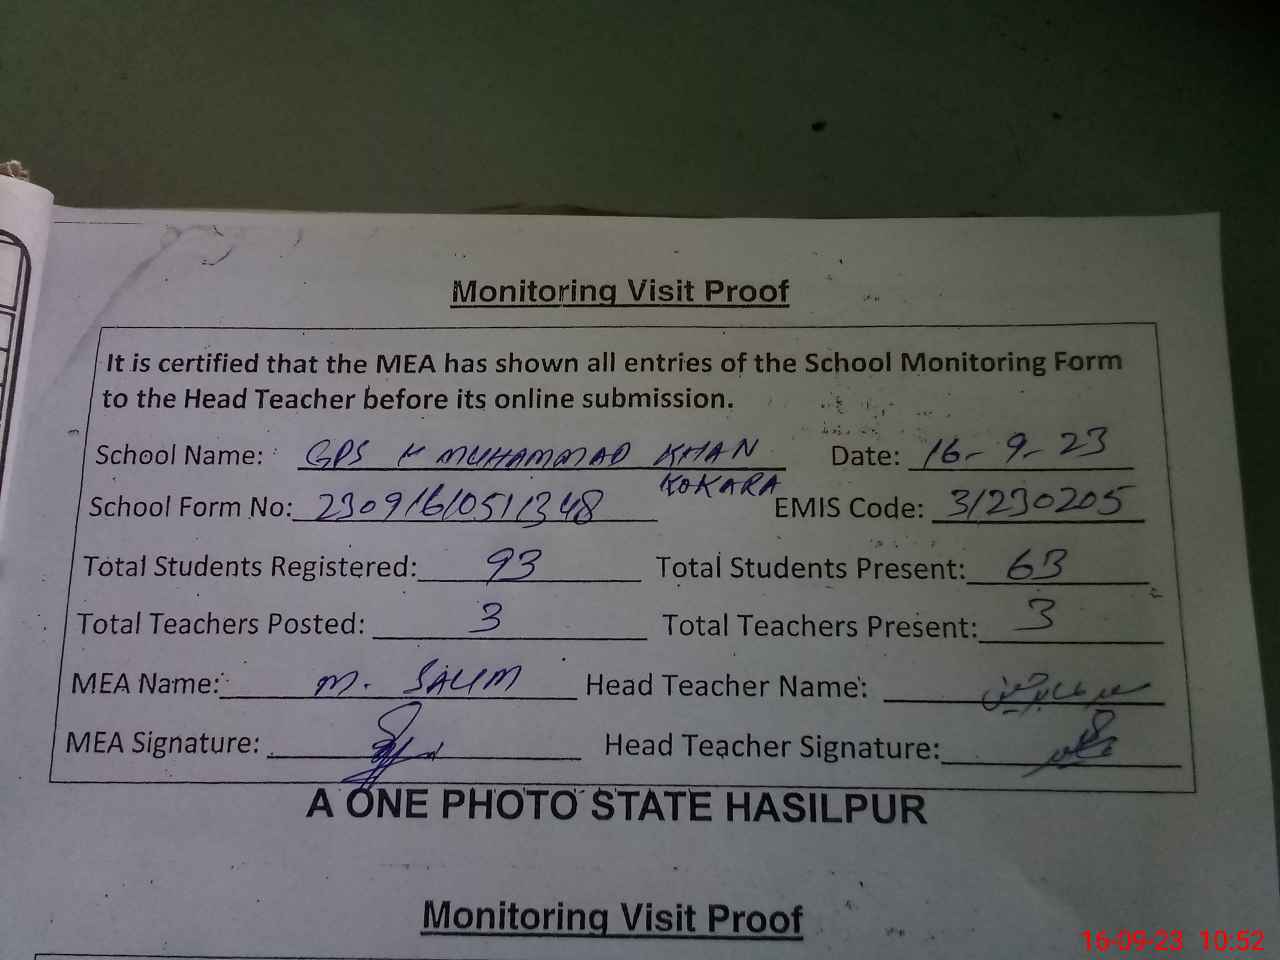 Monitoring Visit Proof
It is certified that the MEA has shown all entries of the School Monitoring Form
to the Head Teacher before its online submission.
School Name: GPS K MUHAMMAD KHAN KOKARA Date: 16-9-23
School Form No: 230916/051348 EMIS Code: 31230205
Total Students Registered: 93 Total Students Present: 63
Total Teachers Posted: 3 Total Teachers Present: 3
MEA Name: M. SALIM Head Teacher Name:
MEA Signature: Head Teacher Signature:
A ONE PHOTO STATE HASILPUR
Monitoring Visit Proof
16-09-23 10:52